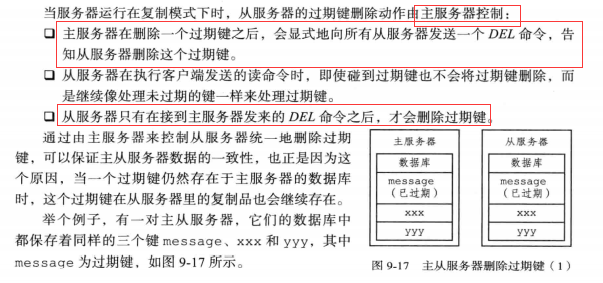 当服务器运行在复制模式下时，从服务器的过期键删除动作由主服务器控制：
主服务器在删除一个过期键之后，会显式地向所有从服务器发送一个 DEL 命令，告
知从服务器删除这个过期键。
从服务器在执行客户端发送的读命令时，即使碰到过期键也不会将过期键删除，而
是继续像处理未过期的键一样来处理过期键。
从服务器只有在接到主服务器发来的 DEL 命令之后，才会删除过期键。
通过由主服务器来控制从服务器统一地删除过期
键，可以保证主从服务器数据的一致性，也正是因为这
个原因，当一个过期键仍然存在于主服务器的数据库
时，这个过期键在从服务器里的复制品也会继续存在。
举个例子，有一对主从服务器，它们的数据库中
都保存着同样的三个键 message、xxx 和 yyy，其中
message 为过期键，如图 9-17 所示。
主服务器
数据库
message
（已过期）
xxx
yyy
从服务器
数据库
message
（已过期）
xxx
yyy
图 9-17 主从服务器删除过期键（1）